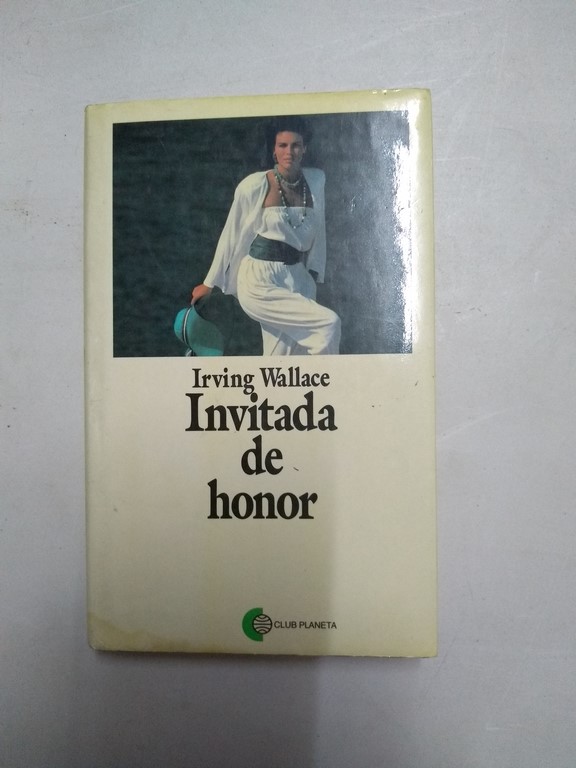 Irving Wallace
Invitada
de
honor
CLUB PLANETA